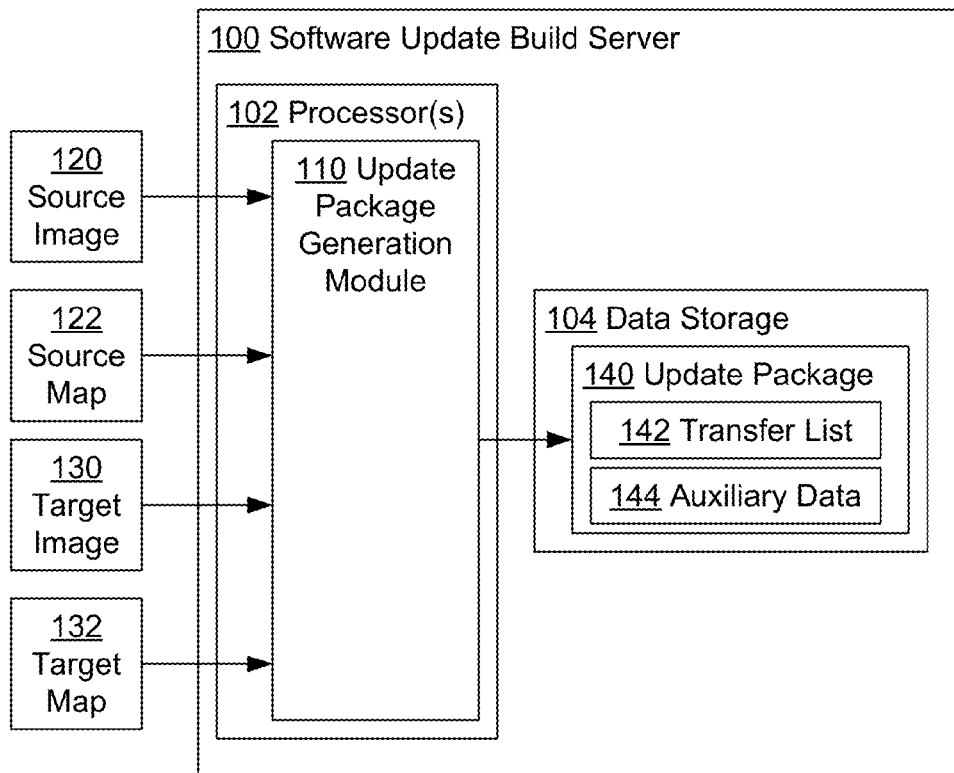 100 Software Update Build Server
102 Processor(s)
110 Update
Package
Generation
Module
120
Source
Image
122
Source
Map
130
Target
Image
132
Target
Map
104 Data Storage
140 Update Package
142 Transfer List
144 Auxiliary Data